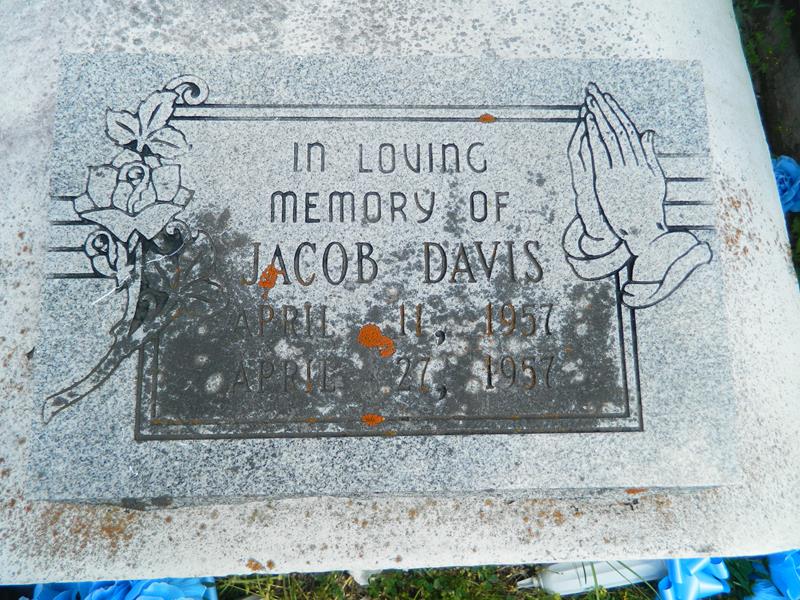 IN LOVING
MEMORY OF
JACOB DAVIS
APRIL 11, 1957
APRIL 27, 1957